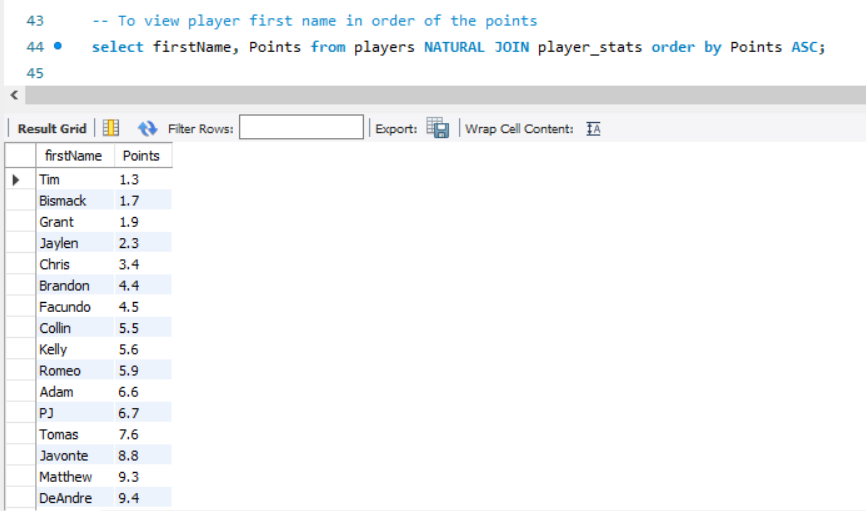 43 -- To view player first name in order of the points
44 select firstName, Points from players NATURAL JOIN player_stats order by Points ASC;
45
Result Grid Filter Rows: Export: Wrap Cell Content: IA
firstName Points
Tim 1.3
Bismack 1.7
Grant 1.9
Jaylen 2.3
Chris 3.4
Brandon 4.4
Facundo 4.5
Collin 5.5
Kelly 5.6
Romeo 5.9
Adam 6.6
PJ 6.7
Tomas 7.6
Javonte 8.8
Matthew 9.3
DeAndre 9.4